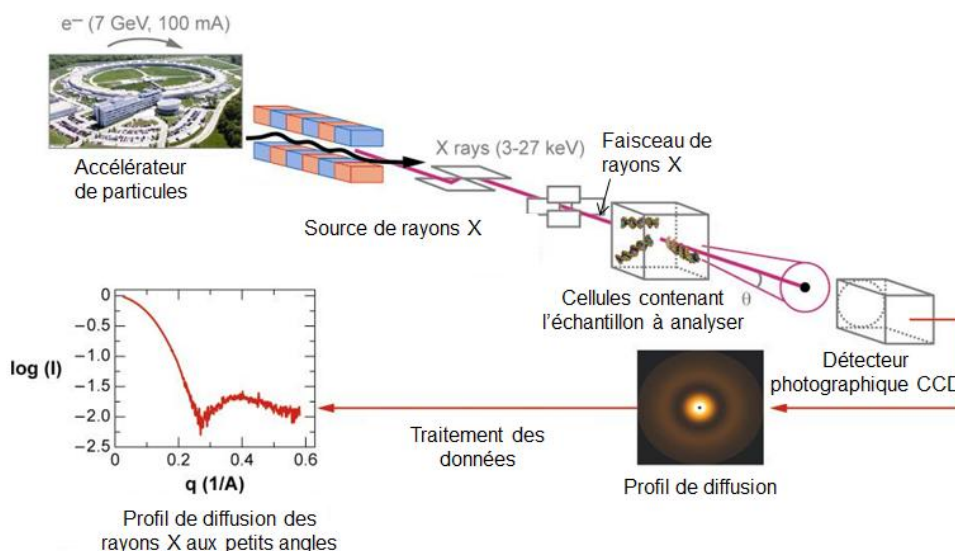 e⁻ (7 GeV, 100 mA)
Accélérateur
de particules
X rays (3-27 keV)
Faisceau de
rayons X
Source de rayons X
θ
Cellules contenant
l'échantillon à analyser
Détecteur
photographique CCD
0
−0.5
−1.0
−1.5
−2.0
−2.5
log (I)
0
0.2
0.4
0.6
q (1/A)
Profil de diffusion des
rayons X aux petits angles
Traitement des
données
Profil de diffusion